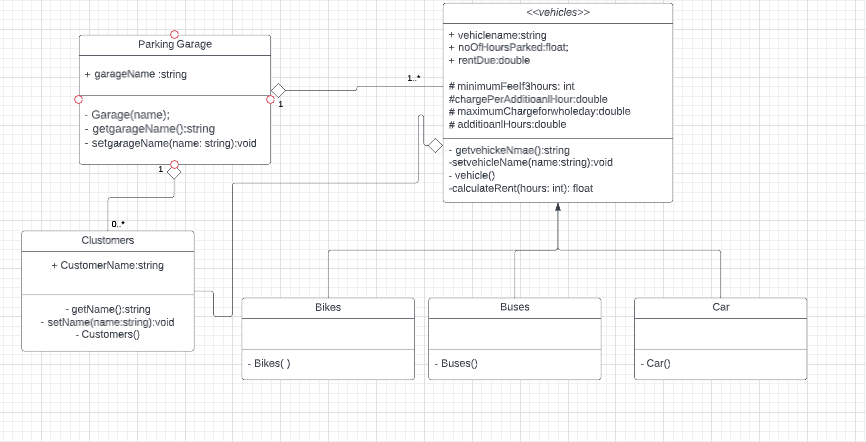 Parking Garage
+ garageName :string
- Garage(name);
- getgarageName():string
- setgarageName(name: string):void
1
1..*
1
0..*
<<vehicles>>
+ vehiclename:string
+ noOfHoursParked:float;
+ rentDue:double
# minimumFeeIf3hours: int
#chargePerAdditioanlHour:double
# maximumChargeforwholeday:double
# additioanlHours:double
- getvehickeNmae():string
-setvehicleName(name:string):void
- vehicle()
-calculateRent(hours: int): float
Clustomers
+ CustomerName:string
- getName():string
- setName(name:string):void
- Customers()
Bikes
- Bikes( )
Buses
- Buses()
Car
- Car()